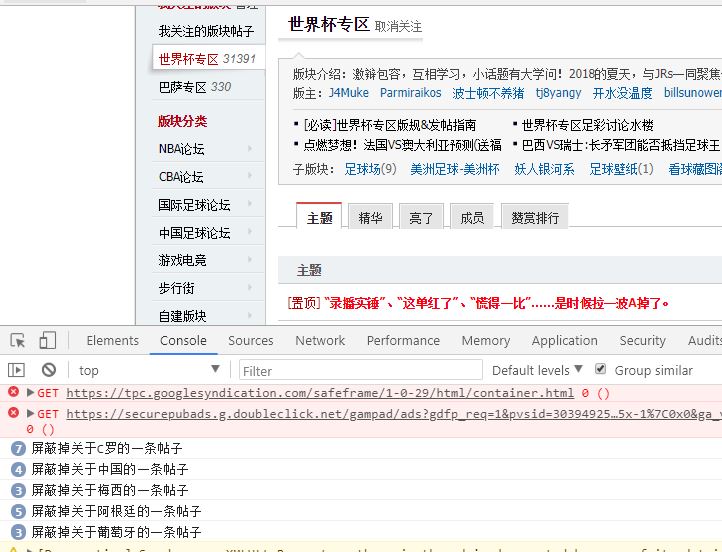 我关注的版块 管理
我关注的版块帖子
世界杯专区 31391
巴萨专区 330
版块分类
NBA论坛
CBA论坛
国际足球论坛
中国足球论坛
游戏电竞
步行街
自建版块
世界杯专区 取消关注
版块介绍：激辩包容，互相学习，小话题有大学问！2018的夏天，与JRs一同聚焦
版主：J4Muke Parmiraikos 波士顿不养猪 tj8yangy 开水没温度 billsunower
[必读]世界杯专区版规&发帖指南
世界杯专区足彩讨论水楼
点燃梦想！法国VS澳大利亚预测(送福
巴西VS瑞士:长矛军团能否抵挡足球王
子版块： 足球场(9) 美洲足球-美洲杯 妖人银河系 足球壁纸(1) 看球藏图阁
主题 精华 亮了 成员 赞赏排行
主题
[置顶] “录播实锤”、“这单红了”、“慌得一比”……是时候拉一波A掉了。
Elements Console Sources Network Performance Memory Application Security Audits
top Filter Default levels Group similar
GET https://tpc.googlesyndication.com/safeframe/1-0-29/html/container.html 0 ()
GET https://securepubads.g.doubleclick.net/gampad/ads?gdfp_req=1&pvsid=30394925…5x-1%7C0x0&ga_v
0 ()
7 屏蔽掉关于c罗的一条帖子
4 屏蔽掉关于中国的一条帖子
3 屏蔽掉关于梅西的一条帖子
5 屏蔽掉关于阿根廷的一条帖子
3 屏蔽掉关于葡萄牙的一条帖子